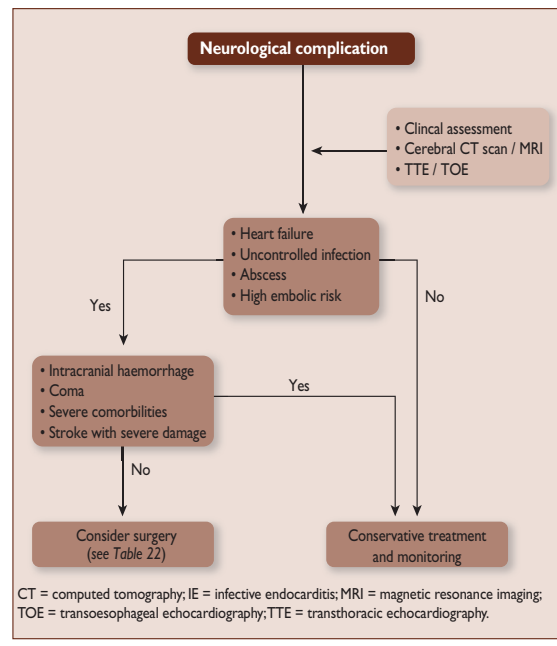 Neurological complication
• Clincal assessment
• Cerebral CT scan / MRI
• TTE / TOE
• Heart failure
• Uncontrolled infection
• Abscess
• High embolic risk
Yes
No
• Intracranial haemorrhage
• Coma
• Severe comorbilities
• Stroke with severe damage
Yes
No
Consider surgery
(see Table 22)
Conservative treatment
and monitoring
CT = computed tomography; IE = infective endocarditis; MRI = magnetic resonance imaging;
TOE = transoesophageal echocardiography; TTE = transthoracic echocardiography.